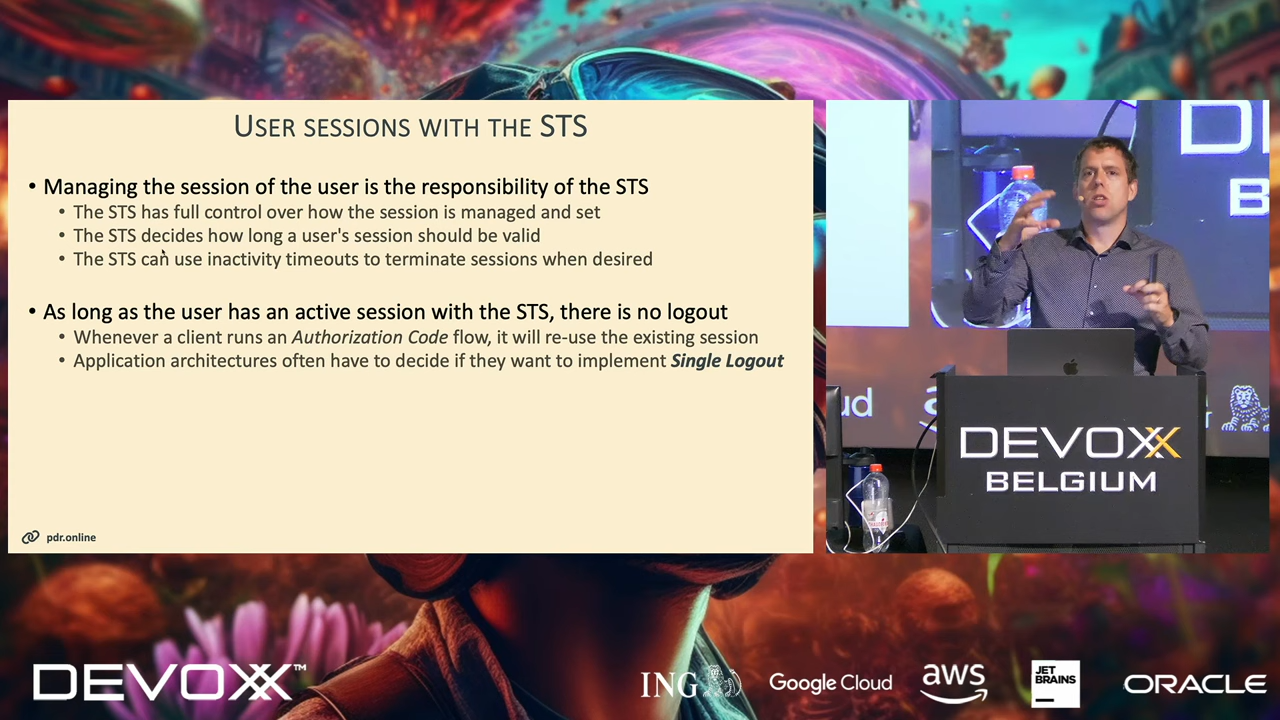 USER SESSIONS WITH THE STS
• Managing the session of the user is the responsibility of the STS
• The STS has full control over how the session is managed and set
• The STS decides how long a user's session should be valid
• The STS can use inactivity timeouts to terminate sessions when desired
• As long as the user has an active session with the STS, there is no logout
• Whenever a client runs an Authorization Code flow, it will re-use the existing session
• Application architectures often have to decide if they want to implement Single Logout
pdr.online
D
B
ud
DEVOXX
BELGIUM
DEVOXX™
ING
Google Cloud
aws
JET
BRAINS
ORACLE